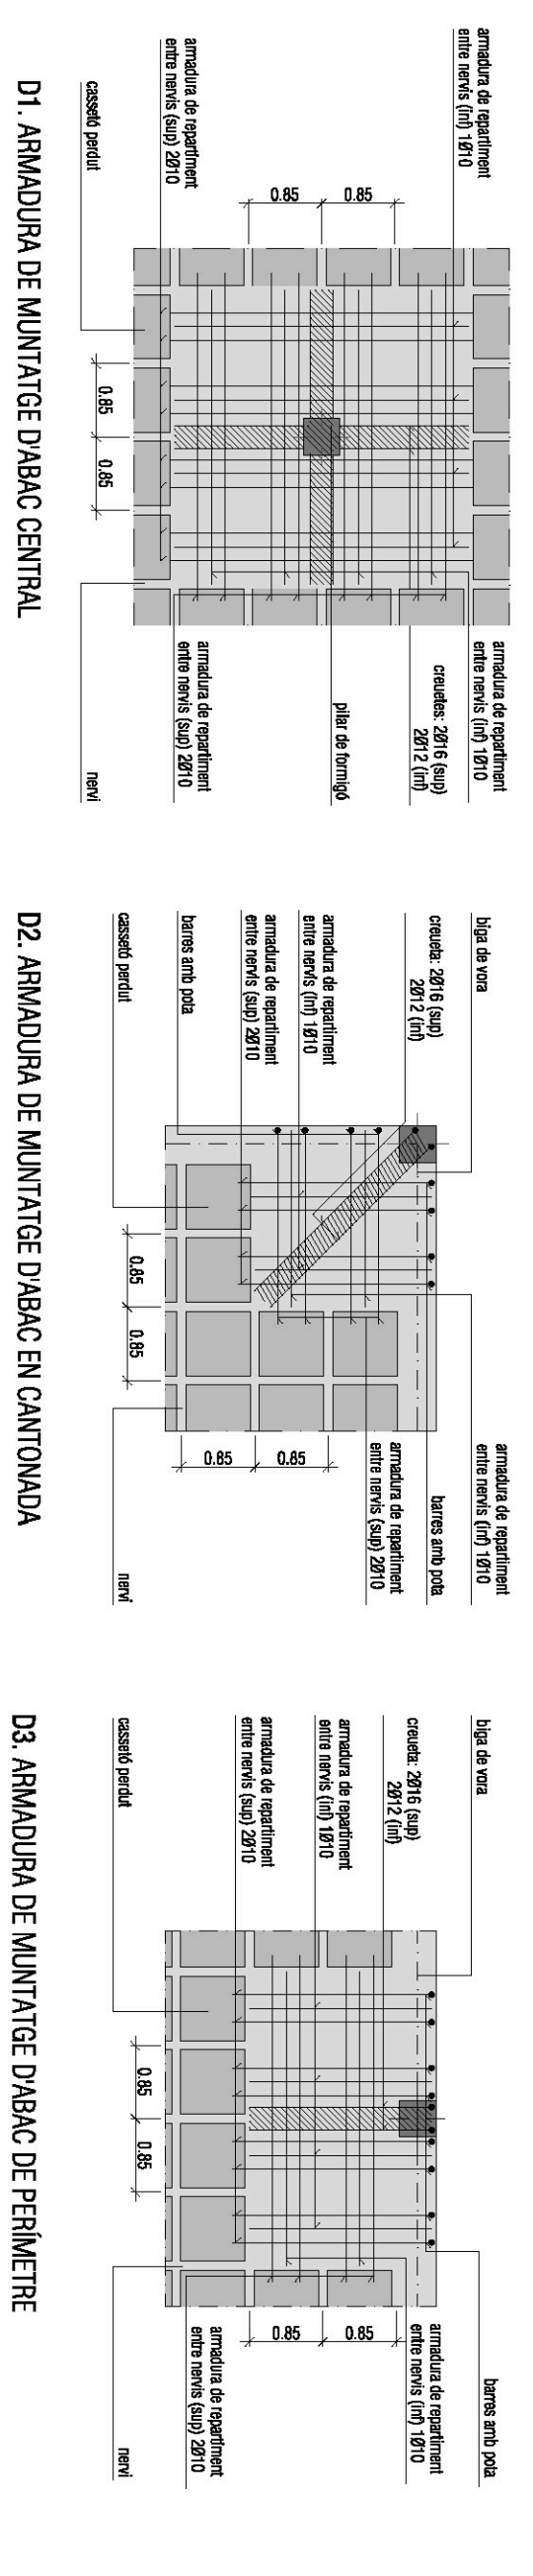 armadura de repartiment
entre nervis (inf) 1Ø10
armadura de repartiment
entre nervis (sup) 2Ø10
cassetó perdut
0.85
0.85
0.85
0.85
armadura de repartiment
entre nervis (inf) 1Ø10
creuetes: 2Ø16 (sup)
2Ø12 (inf)
pilar de formigó
armadura de repartiment
entre nervis (sup) 2Ø10
nervi
D1. ARMADURA DE MUNTATGE D'ABAC CENTRAL
biga de vora
creueta: 2Ø16 (sup)
2Ø12 (inf)
armadura de repartiment
entre nervis (inf) 1Ø10
armadura de repartiment
entre nervis (sup) 2Ø10
barres amb pota
cassetó perdut
0.85
0.85
0.85
0.85
armadura de repartiment
entre nervis (inf) 1Ø10
barres amb pota
armadura de repartiment
entre nervis (sup) 2Ø10
nervi
D2. ARMADURA DE MUNTATGE D'ABAC EN CANTONADA
biga de vora
creueta: 2Ø16 (sup)
2Ø12 (inf)
armadura de repartiment
entre nervis (inf) 1Ø10
armadura de repartiment
entre nervis (sup) 2Ø10
cassetó perdut
0.85
0.85
0.85
0.85
barres amb pota
armadura de repartiment
entre nervis (inf) 1Ø10
armadura de repartiment
entre nervis (sup) 2Ø10
nervi
D3. ARMADURA DE MUNTATGE D'ABAC DE PERÍMETRE